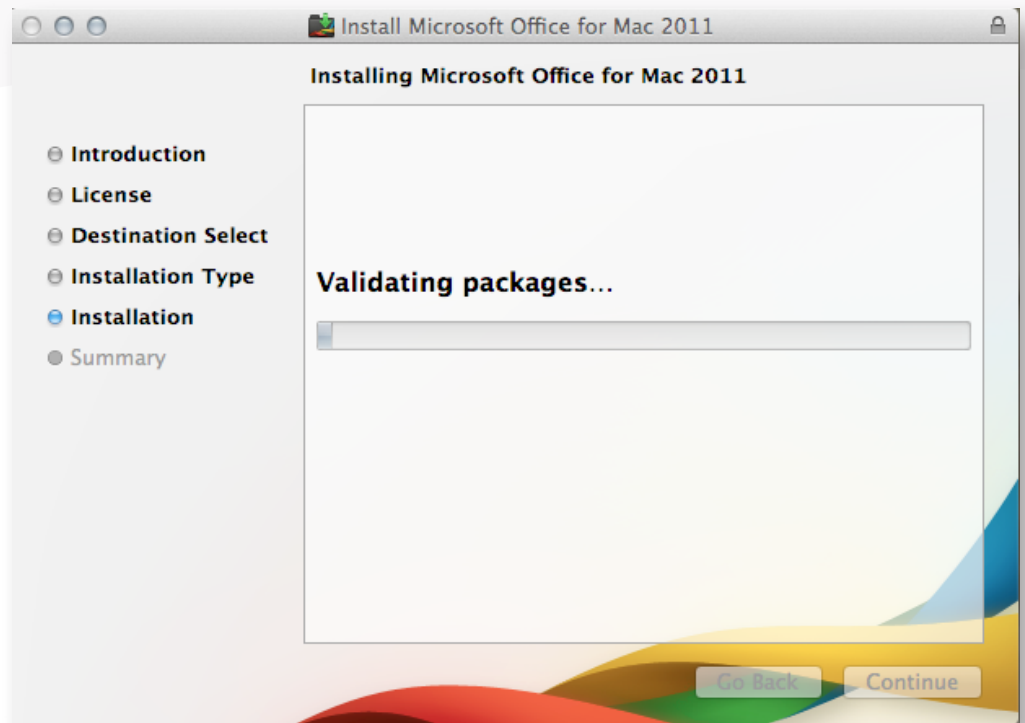 Install Microsoft Office for Mac 2011
Installing Microsoft Office for Mac 2011
Introduction
License
Destination Select
Installation Type
Installation
Summary
Validating packages...
Go Back
Continue